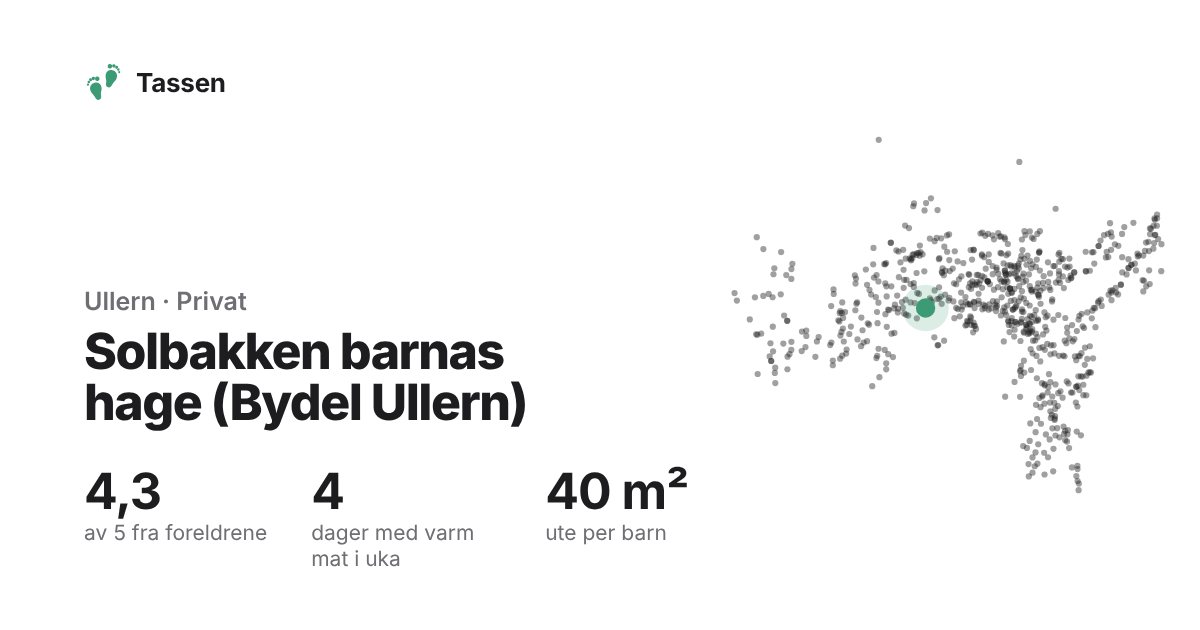 Tassen
Ullern · Privat
Solbakken barnas
hage (Bydel Ullern)
4,3
av 5 fra foreldrene
4
dager med varm
mat i uka
40 m²
ute per barn